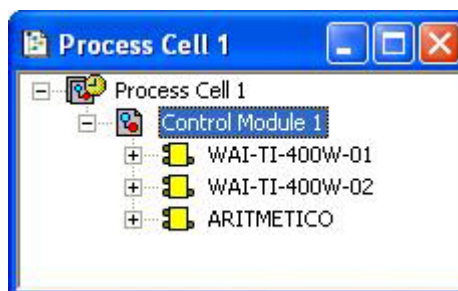 Process Cell 1
Process Cell 1
Control Module 1
WAI-TI-400W-01
WAI-TI-400W-02
ARITMETICO